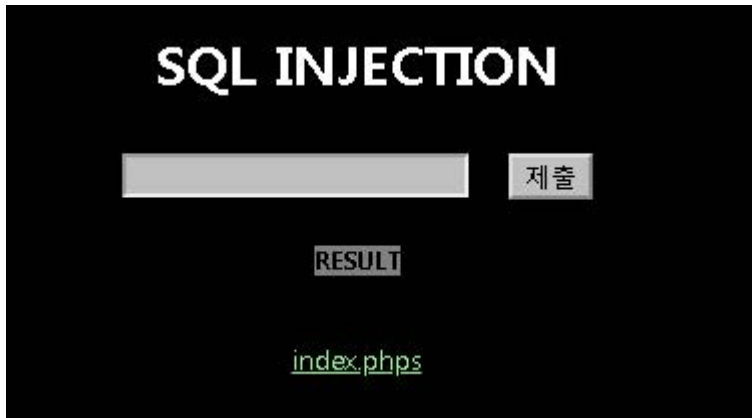 SQL INJECTION
제출
RESULT
index.phps